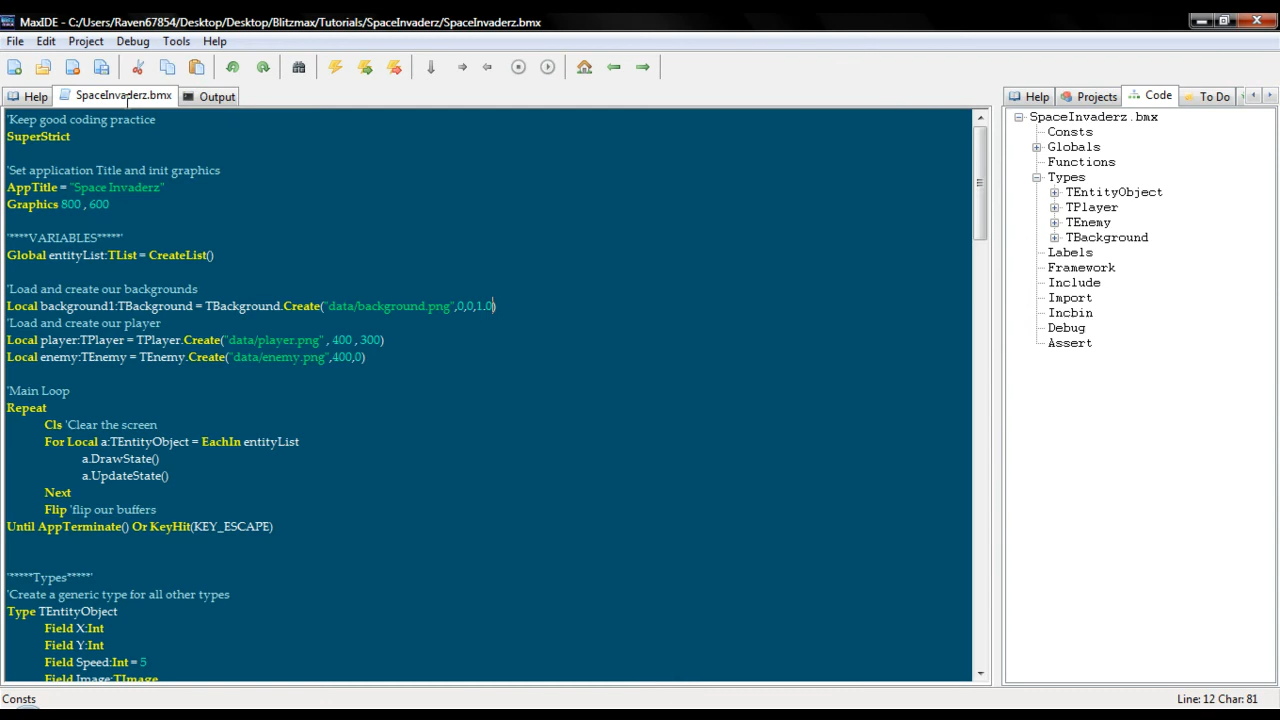 MaxIDE - C:/Users/Raven67854/Desktop/Desktop/Blitzmax/Tutorials/SpaceInvaderz/SpaceInvaderz.bmx
File Edit Project Debug Tools Help
Help SpaceInvaderz.bmx Output
'Keep good coding practice
SuperStrict
'Set application Title and init graphics
AppTitle = "Space Invaderz"
Graphics 800 , 600
'****VARIABLES*****'
Global entityList:TList = CreateList()
'Load and create our backgrounds
Local background1:TBackground = TBackground.Create("data/background.png",0,0,1.0)
'Load and create our player
Local player:TPlayer = TPlayer.Create("data/player.png" , 400 , 300)
Local enemy:TEnemy = TEnemy.Create("data/enemy.png",400,0)
'Main Loop
Repeat
Cls 'Clear the screen
For Local a:TEntityObject = EachIn entityList
a.DrawState()
a.UpdateState()
Next
Flip 'flip our buffers
Until AppTerminate() Or KeyHit(KEY_ESCAPE)
'*****Types*****'
'Create a generic type for all other types
Type TEntityObject
Field X:Int
Field Y:Int
Field Speed:Int = 5
Field Image:TImage
Help Projects Code To Do
SpaceInvaderz.bmx
Consts
Globals
Functions
Types
TEntityObject
TPlayer
TEnemy
TBackground
Labels
Framework
Include
Import
Incbin
Debug
Assert
Consts
Line: 12 Char: 81